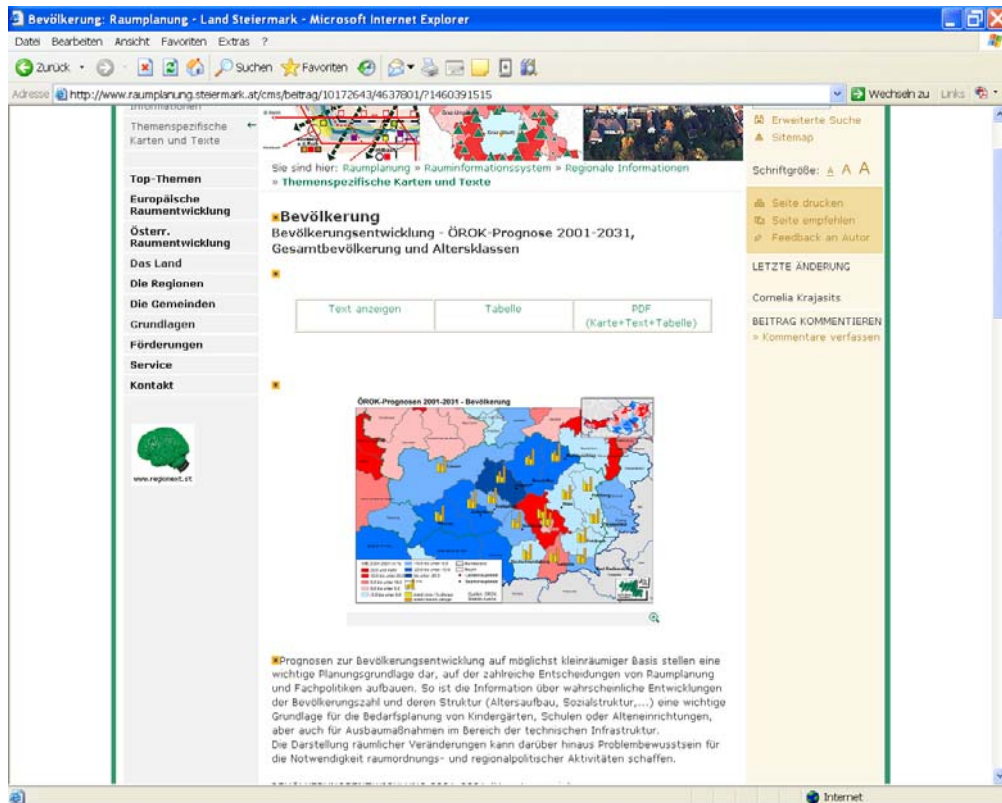 Bevölkerung: Raumplanung - Land Steiermark - Microsoft Internet Explorer
Datei Bearbeiten Ansicht Favoriten Extras ?
Zurück Suchen Favoriten
Adresse http://www.raumplanung.steiermark.at/cms/beitrag/10172643/4637801/?1460391515 Wechseln zu Links
Informationen
Themenspezifische
Karten und Texte
Top-Themen
Europäische
Raumentwicklung
Österr.
Raumentwicklung
Das Land
Die Regionen
Die Gemeinden
Grundlagen
Förderungen
Service
Kontakt
www.regionext.st
Sie sind hier: Raumplanung » Rauminformationssystem » Regionale Informationen
» Themenspezifische Karten und Texte
Bevölkerung
Bevölkerungsentwicklung - ÖROK-Prognose 2001-2031,
Gesamtbevölkerung und Altersklassen
Text anzeigen Tabelle PDF
(Karte+Text+Tabelle)
ÖROK-Prognosen 2001-2031 - Bevölkerung
Prognosen zur Bevölkerungsentwicklung auf möglichst kleinräumiger Basis stellen eine
wichtige Planungsgrundlage dar, auf der zahlreiche Entscheidungen von Raumplanung
und Fachpolitiken aufbauen. So ist die Information über wahrscheinliche Entwicklungen
der Bevölkerungszahl und deren Struktur (Altersaufbau, Sozialstruktur,...) eine wichtige
Grundlage für die Bedarfsplanung von Kindergärten, Schulen oder Alteneinrichtungen,
aber auch für Ausbaumaßnahmen im Bereich der technischen Infrastruktur.
Die Darstellung räumlicher Veränderungen kann darüber hinaus Problembewusstsein für
die Notwendigkeit raumordnungs- und regionalpolitischer Aktivitäten schaffen.
Erweiterte Suche
Sitemap
Schriftgröße: A A A
Seite drucken
Seite empfehlen
Feedback an Autor
LETZTE ÄNDERUNG
Cornelia Krajasits
BEITRAG KOMMENTIEREN
» Kommentare verfassen
Internet